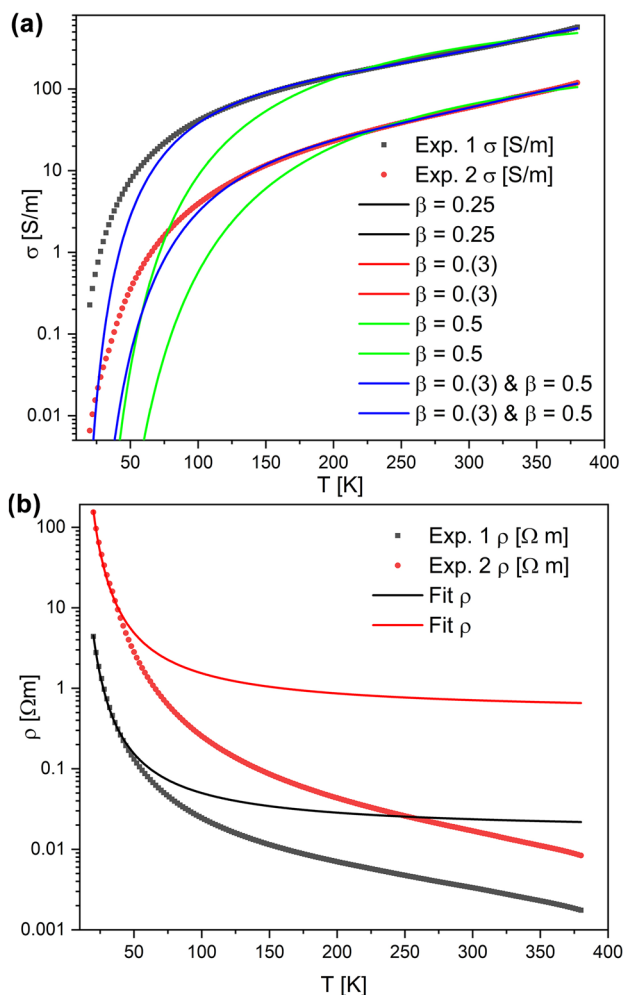 (a)
100
10
1
0.1
0.01
σ [S/m]
Exp. 1 σ [S/m]
Exp. 2 σ [S/m]
β = 0.25
β = 0.25
β = 0.(3)
β = 0.(3)
β = 0.5
β = 0.5
β = 0.(3) & β = 0.5
β = 0.(3) & β = 0.5
50 100 150 200 250 300 350 400
T [K]
(b)
100
10
1
0.1
0.01
0.001
ρ [Ωm]
Exp. 1 ρ [Ω m]
Exp. 2 ρ [Ω m]
Fit ρ
Fit ρ
50 100 150 200 250 300 350 400
T [K]